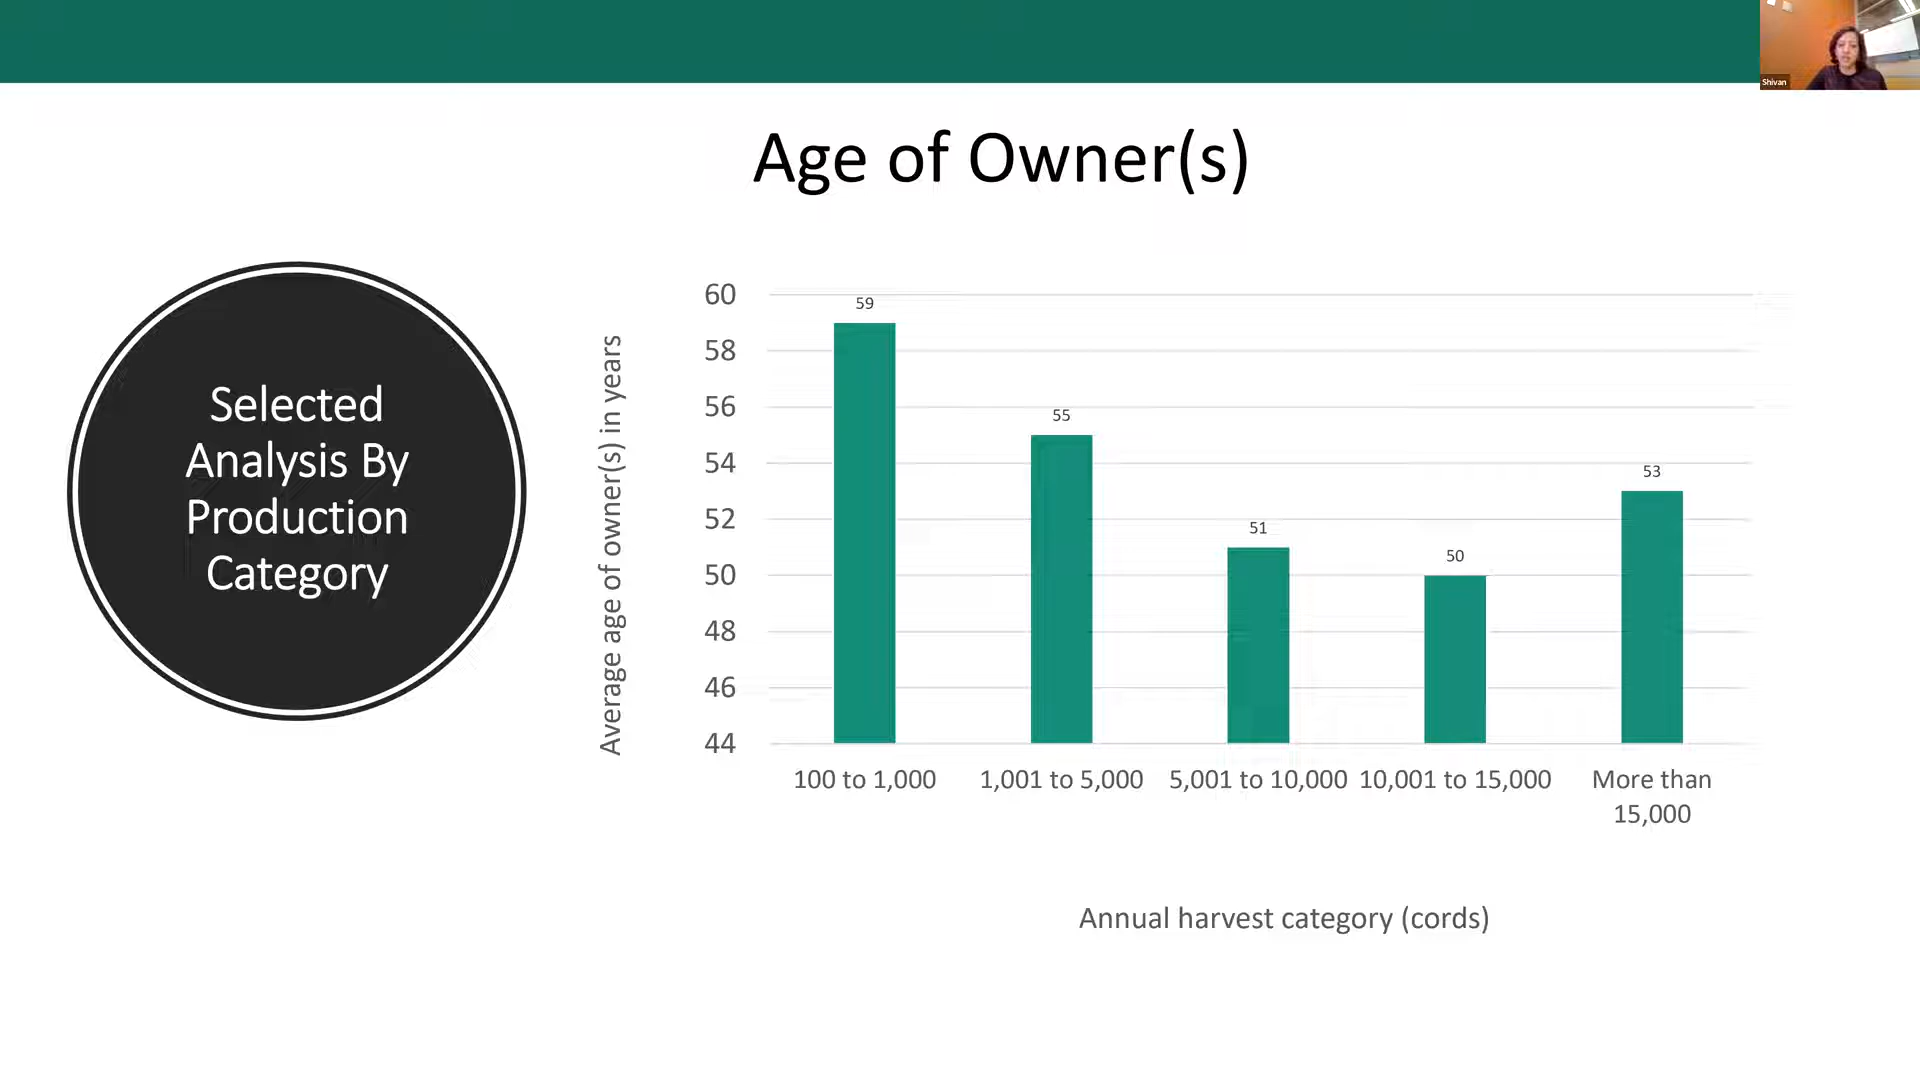 Shivan
Age of Owner(s)
Selected
Analysis By
Production
Category
Average age of owner(s) in years
60
58
56
54
52
50
48
46
44
59
55
51
50
53
100 to 1,000
1,001 to 5,000
5,001 to 10,000
10,001 to 15,000
More than
15,000
Annual harvest category (cords)